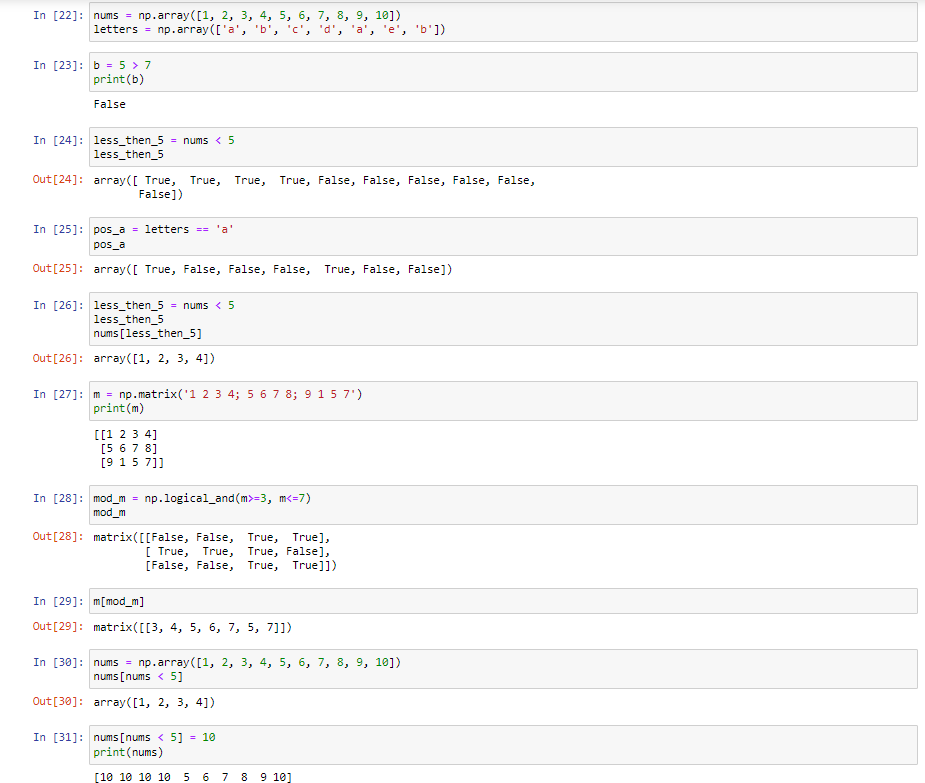 In [22]: nums = np.array([1, 2, 3, 4, 5, 6, 7, 8, 9, 10])
letters = np.array(['a', 'b', 'c', 'd', 'a', 'e', 'b'])
In [23]: b = 5 > 7
print(b)
False
In [24]: less_then_5 = nums < 5
less_then_5
Out[24]: array([ True,  True,  True,  True, False, False, False, False, False,
False])
In [25]: pos_a = letters == 'a'
pos_a
Out[25]: array([ True, False, False, False,  True, False, False])
In [26]: less_then_5 = nums < 5
less_then_5
nums[less_then_5]
Out[26]: array([1, 2, 3, 4])
In [27]: m = np.matrix('1 2 3 4; 5 6 7 8; 9 1 5 7')
print(m)
[[1 2 3 4]
[5 6 7 8]
[9 1 5 7]]
In [28]: mod_m = np.logical_and(m>=3, m<=7)
mod_m
Out[28]: matrix([[False, False,  True,  True],
[ True,  True,  True, False],
[False, False,  True,  True]])
In [29]: m[mod_m]
Out[29]: matrix([[3, 4, 5, 6, 7, 5, 7]])
In [30]: nums = np.array([1, 2, 3, 4, 5, 6, 7, 8, 9, 10])
nums[nums < 5]
Out[30]: array([1, 2, 3, 4])
In [31]: nums[nums < 5] = 10
print(nums)
[10 10 10 10  5  6  7  8  9 10]